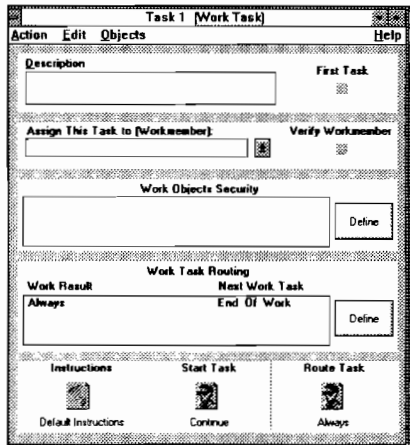 Task 1 [Work Task]
Action Edit Objects Help
Description
First Task
Assign This Task to [Workmember]:
Verify Workmember
Work Objects Security
Define
Work Task Routing
Work Result Next Work Task
Always End Of Work
Define
Instructions Start Task Route Task
Default Instructions Continue Always